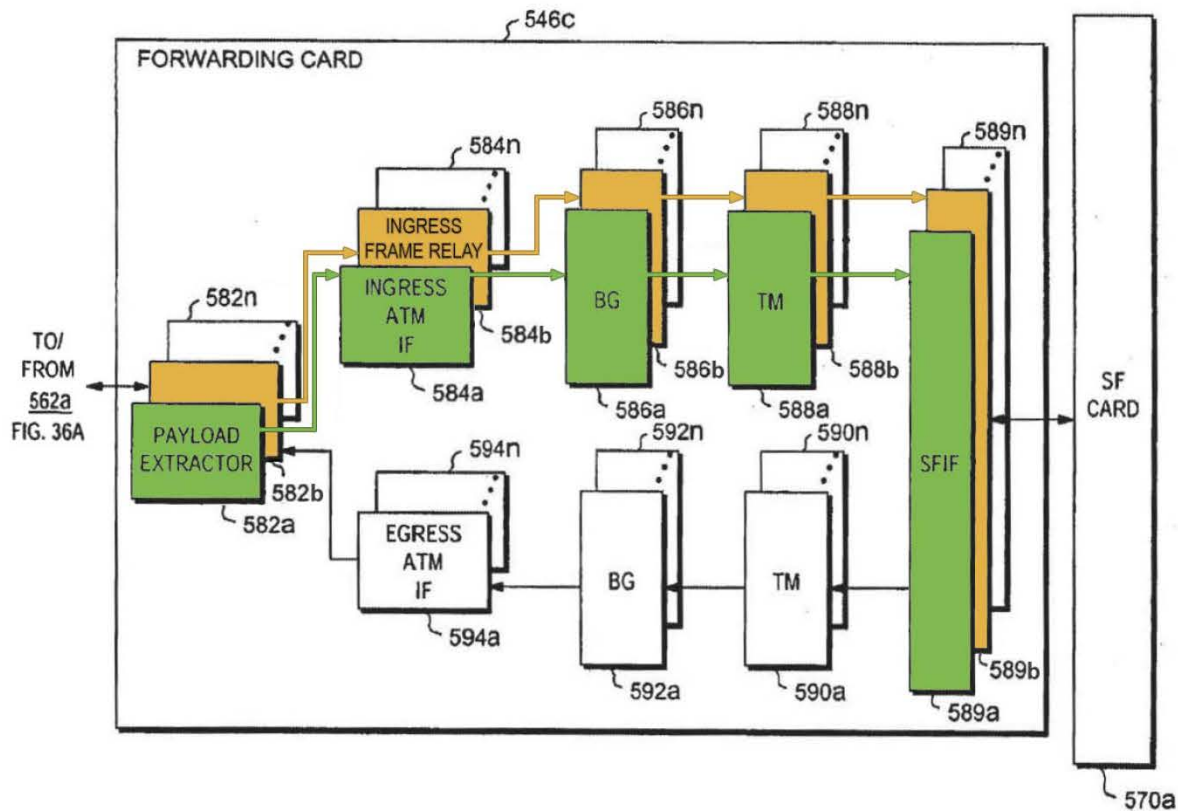 546c
FORWARDING CARD
586n
588n
589n
584n
INGRESS
FRAME RELAY
INGRESS
ATM
IF
584b
584a
BG
586b
586a
TM
588b
588a
582n
TO/
FROM
562a
FIG. 36A
PAYLOAD
EXTRACTOR
582b
582a
SFIF
SF
CARD
594n
592n
590n
EGRESS
ATM
IF
594a
BG
592a
TM
590a
589b
589a
570a